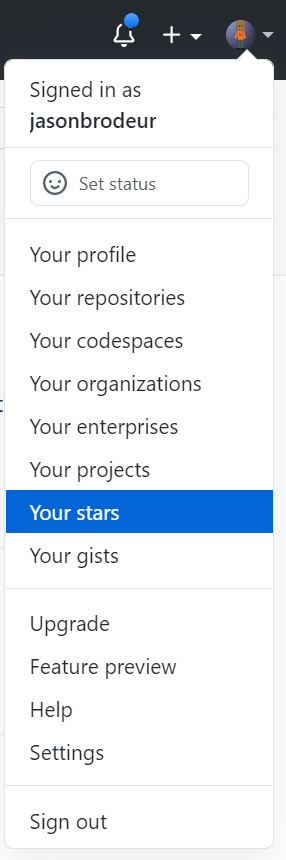 Signed in as
jasonbrodeur
Set status
Your profile
Your repositories
Your codespaces
Your organizations
Your enterprises
Your projects
Your stars
Your gists
Upgrade
Feature preview
Help
Settings
Sign out